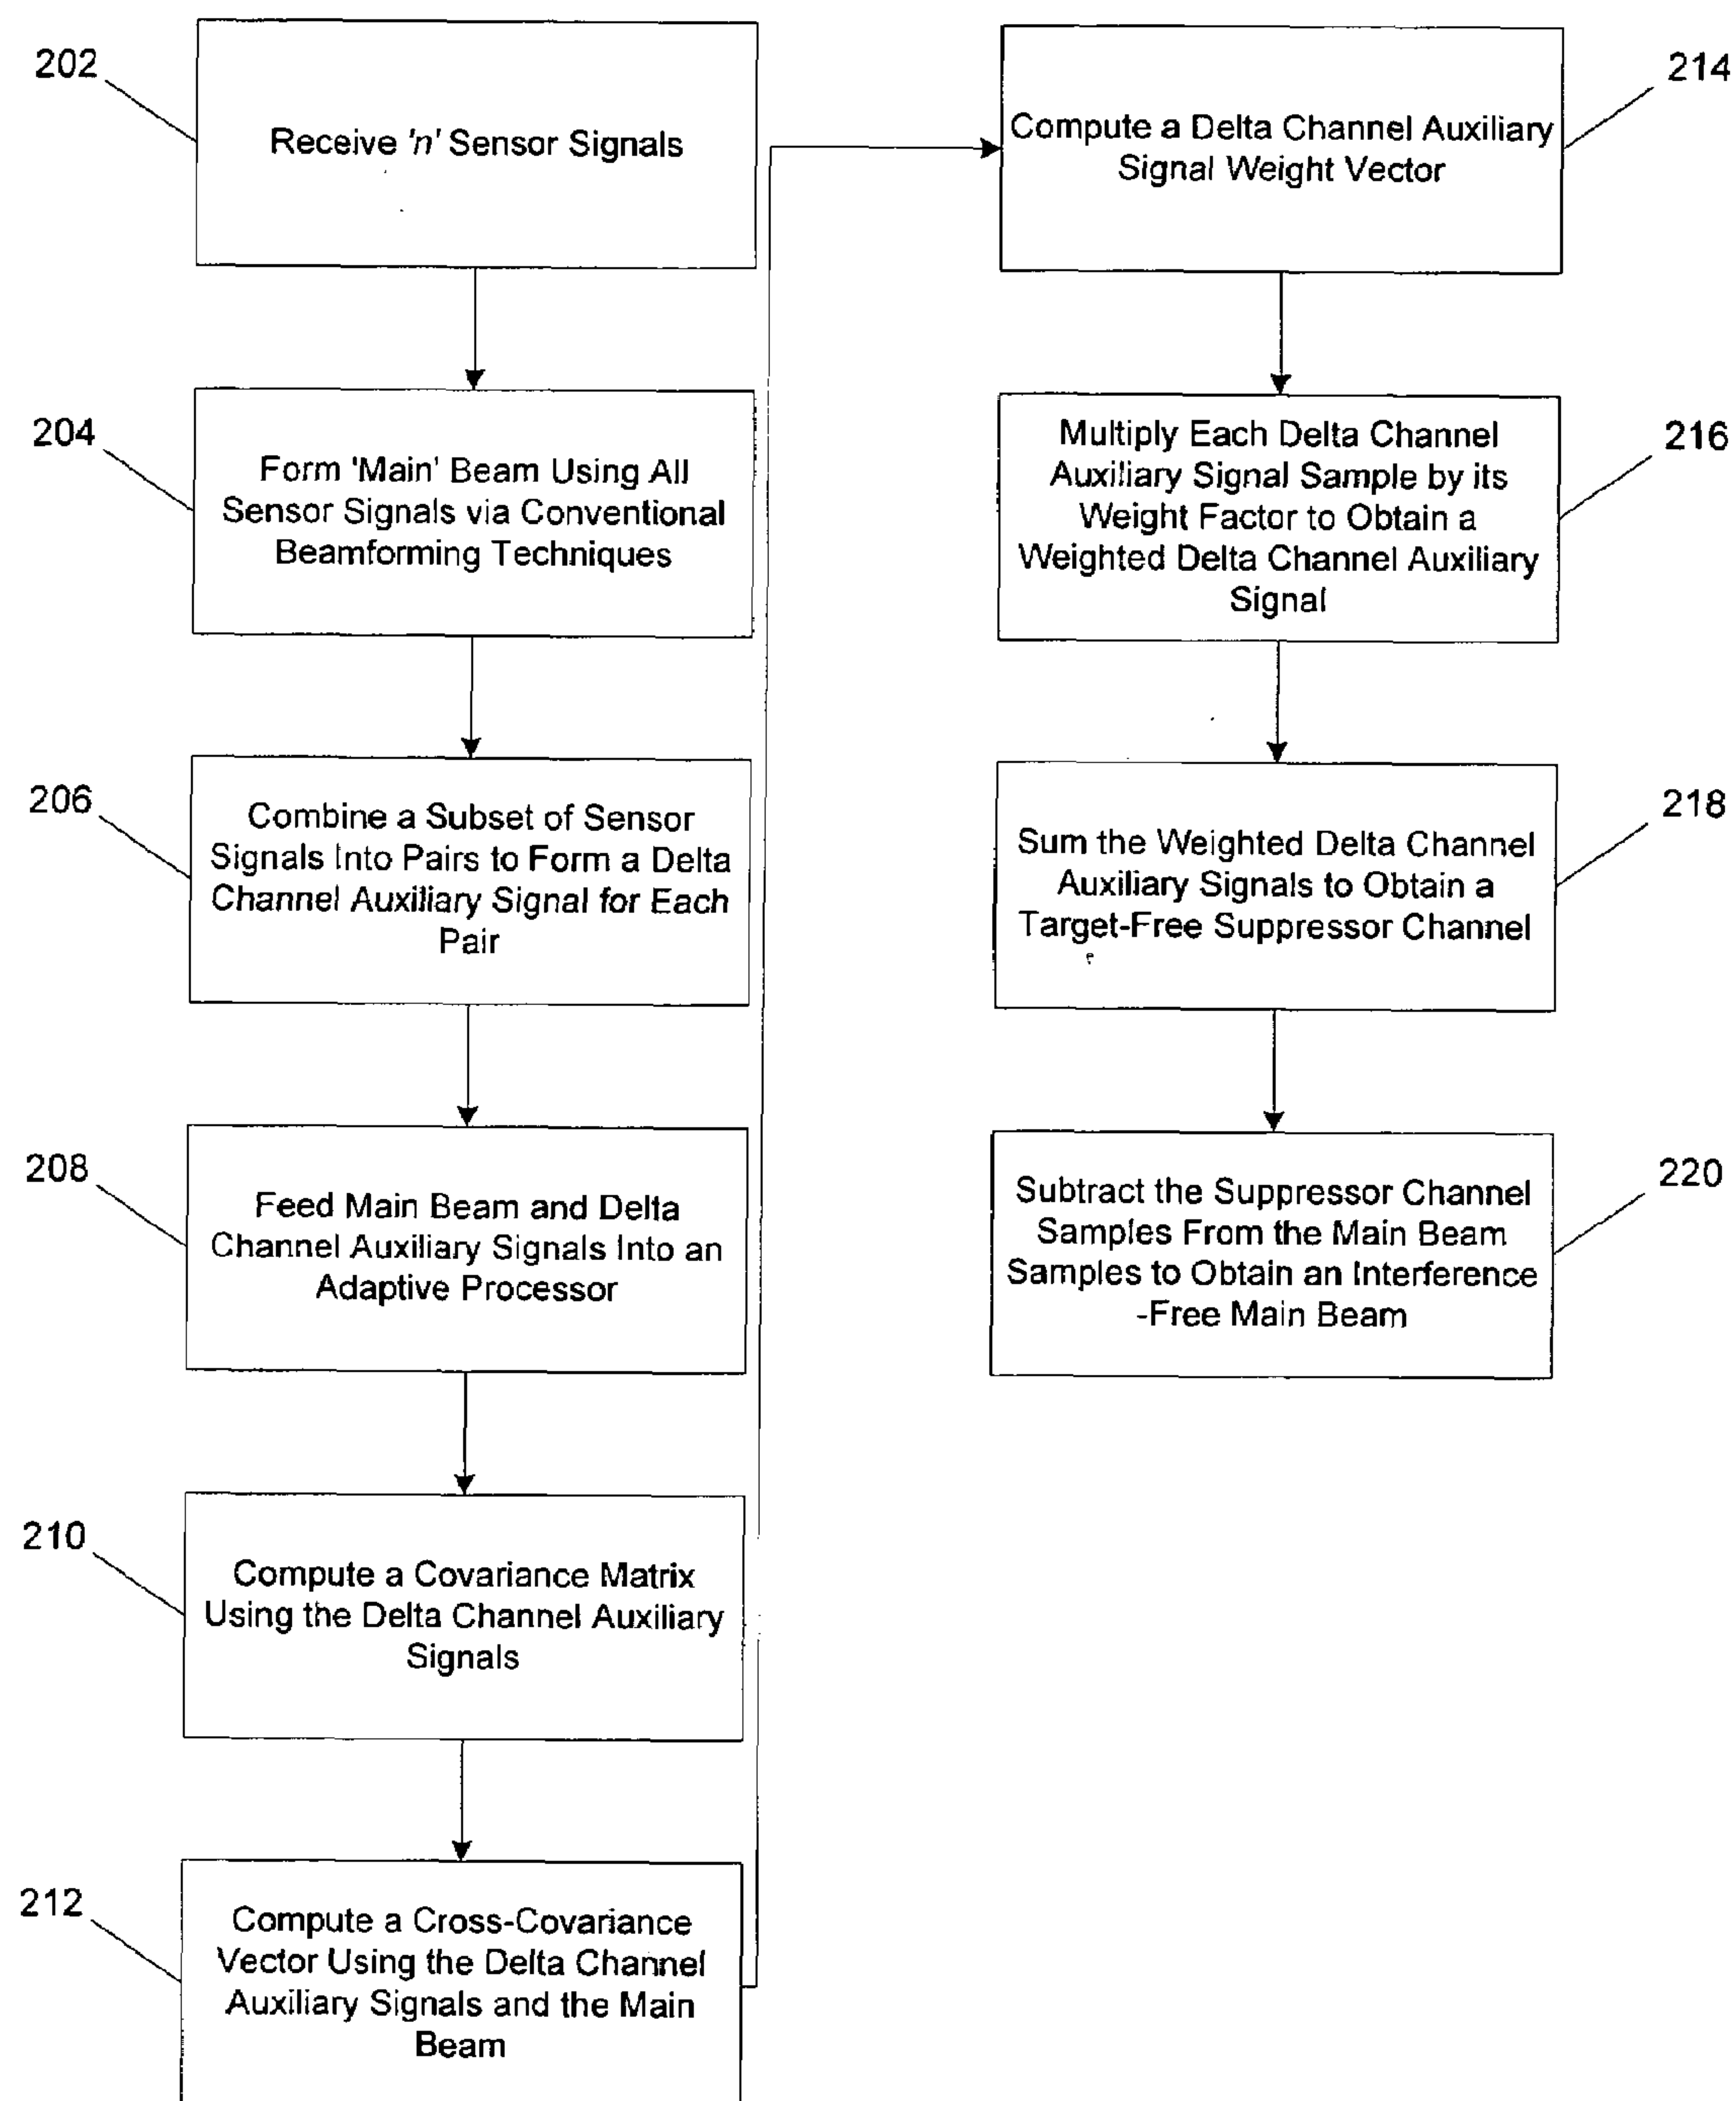 202
Receive 'n' Sensor Signals
204
Form 'Main' Beam Using All
Sensor Signals via Conventional
Beamforming Techniques
206
Combine a Subset of Sensor
Signals Into Pairs to Form a Delta
Channel Auxiliary Signal for Each
Pair
208
Feed Main Beam and Delta
Channel Auxiliary Signals Into an
Adaptive Processor
210
Compute a Covariance Matrix
Using the Delta Channel Auxiliary
Signals
212
Compute a Cross-Covariance
Vector Using the Delta Channel
Auxiliary Signals and the Main
Beam
214
Compute a Delta Channel Auxiliary
Signal Weight Vector
216
Multiply Each Delta Channel
Auxiliary Signal Sample by its
Weight Factor to Obtain a
Weighted Delta Channel Auxiliary
Signal
218
Sum the Weighted Delta Channel
Auxiliary Signals to Obtain a
Target-Free Suppressor Channel
220
Subtract the Suppressor Channel
Samples From the Main Beam
Samples to Obtain an Interference
-Free Main Beam